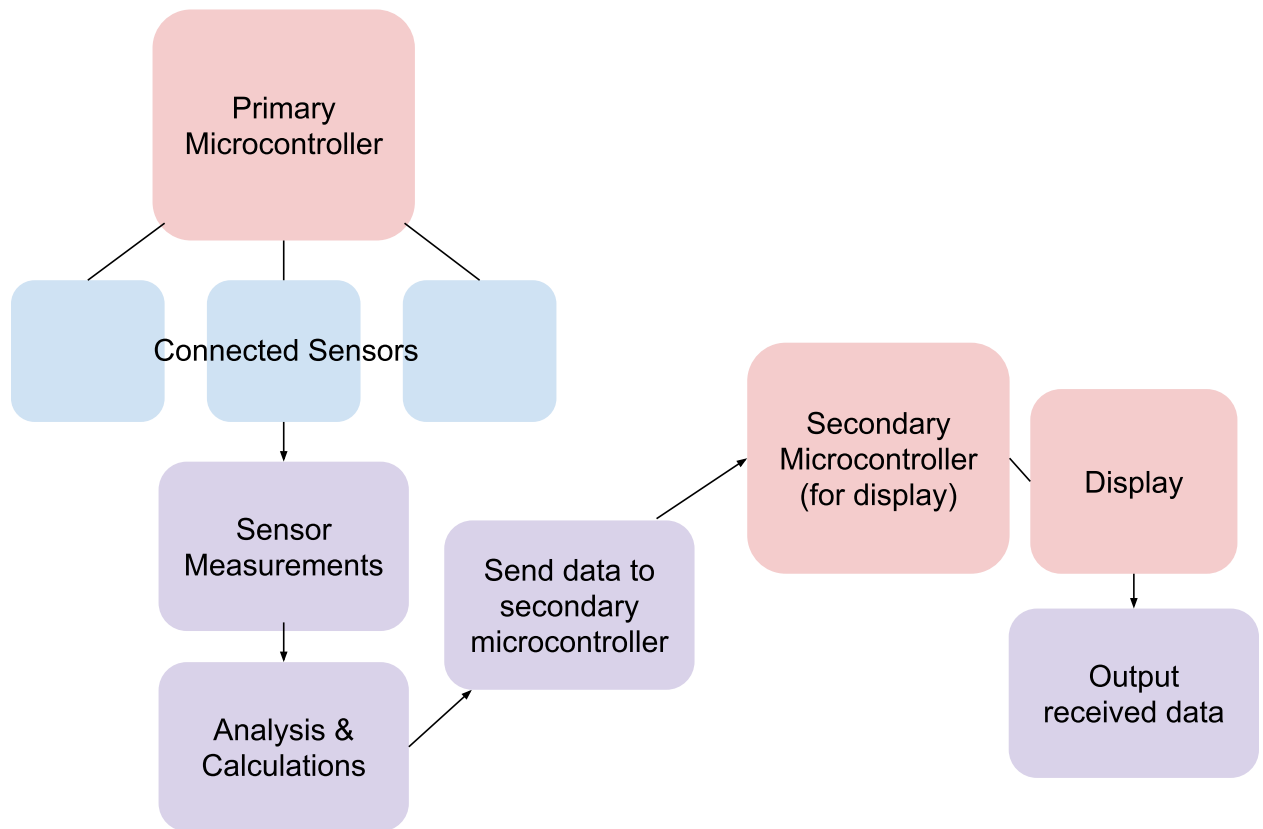 Primary
Microcontroller
Connected Sensors
Sensor
Measurements
Analysis &
Calculations
Send data to
secondary
microcontroller
Secondary
Microcontroller
(for display)
Display
Output
received data